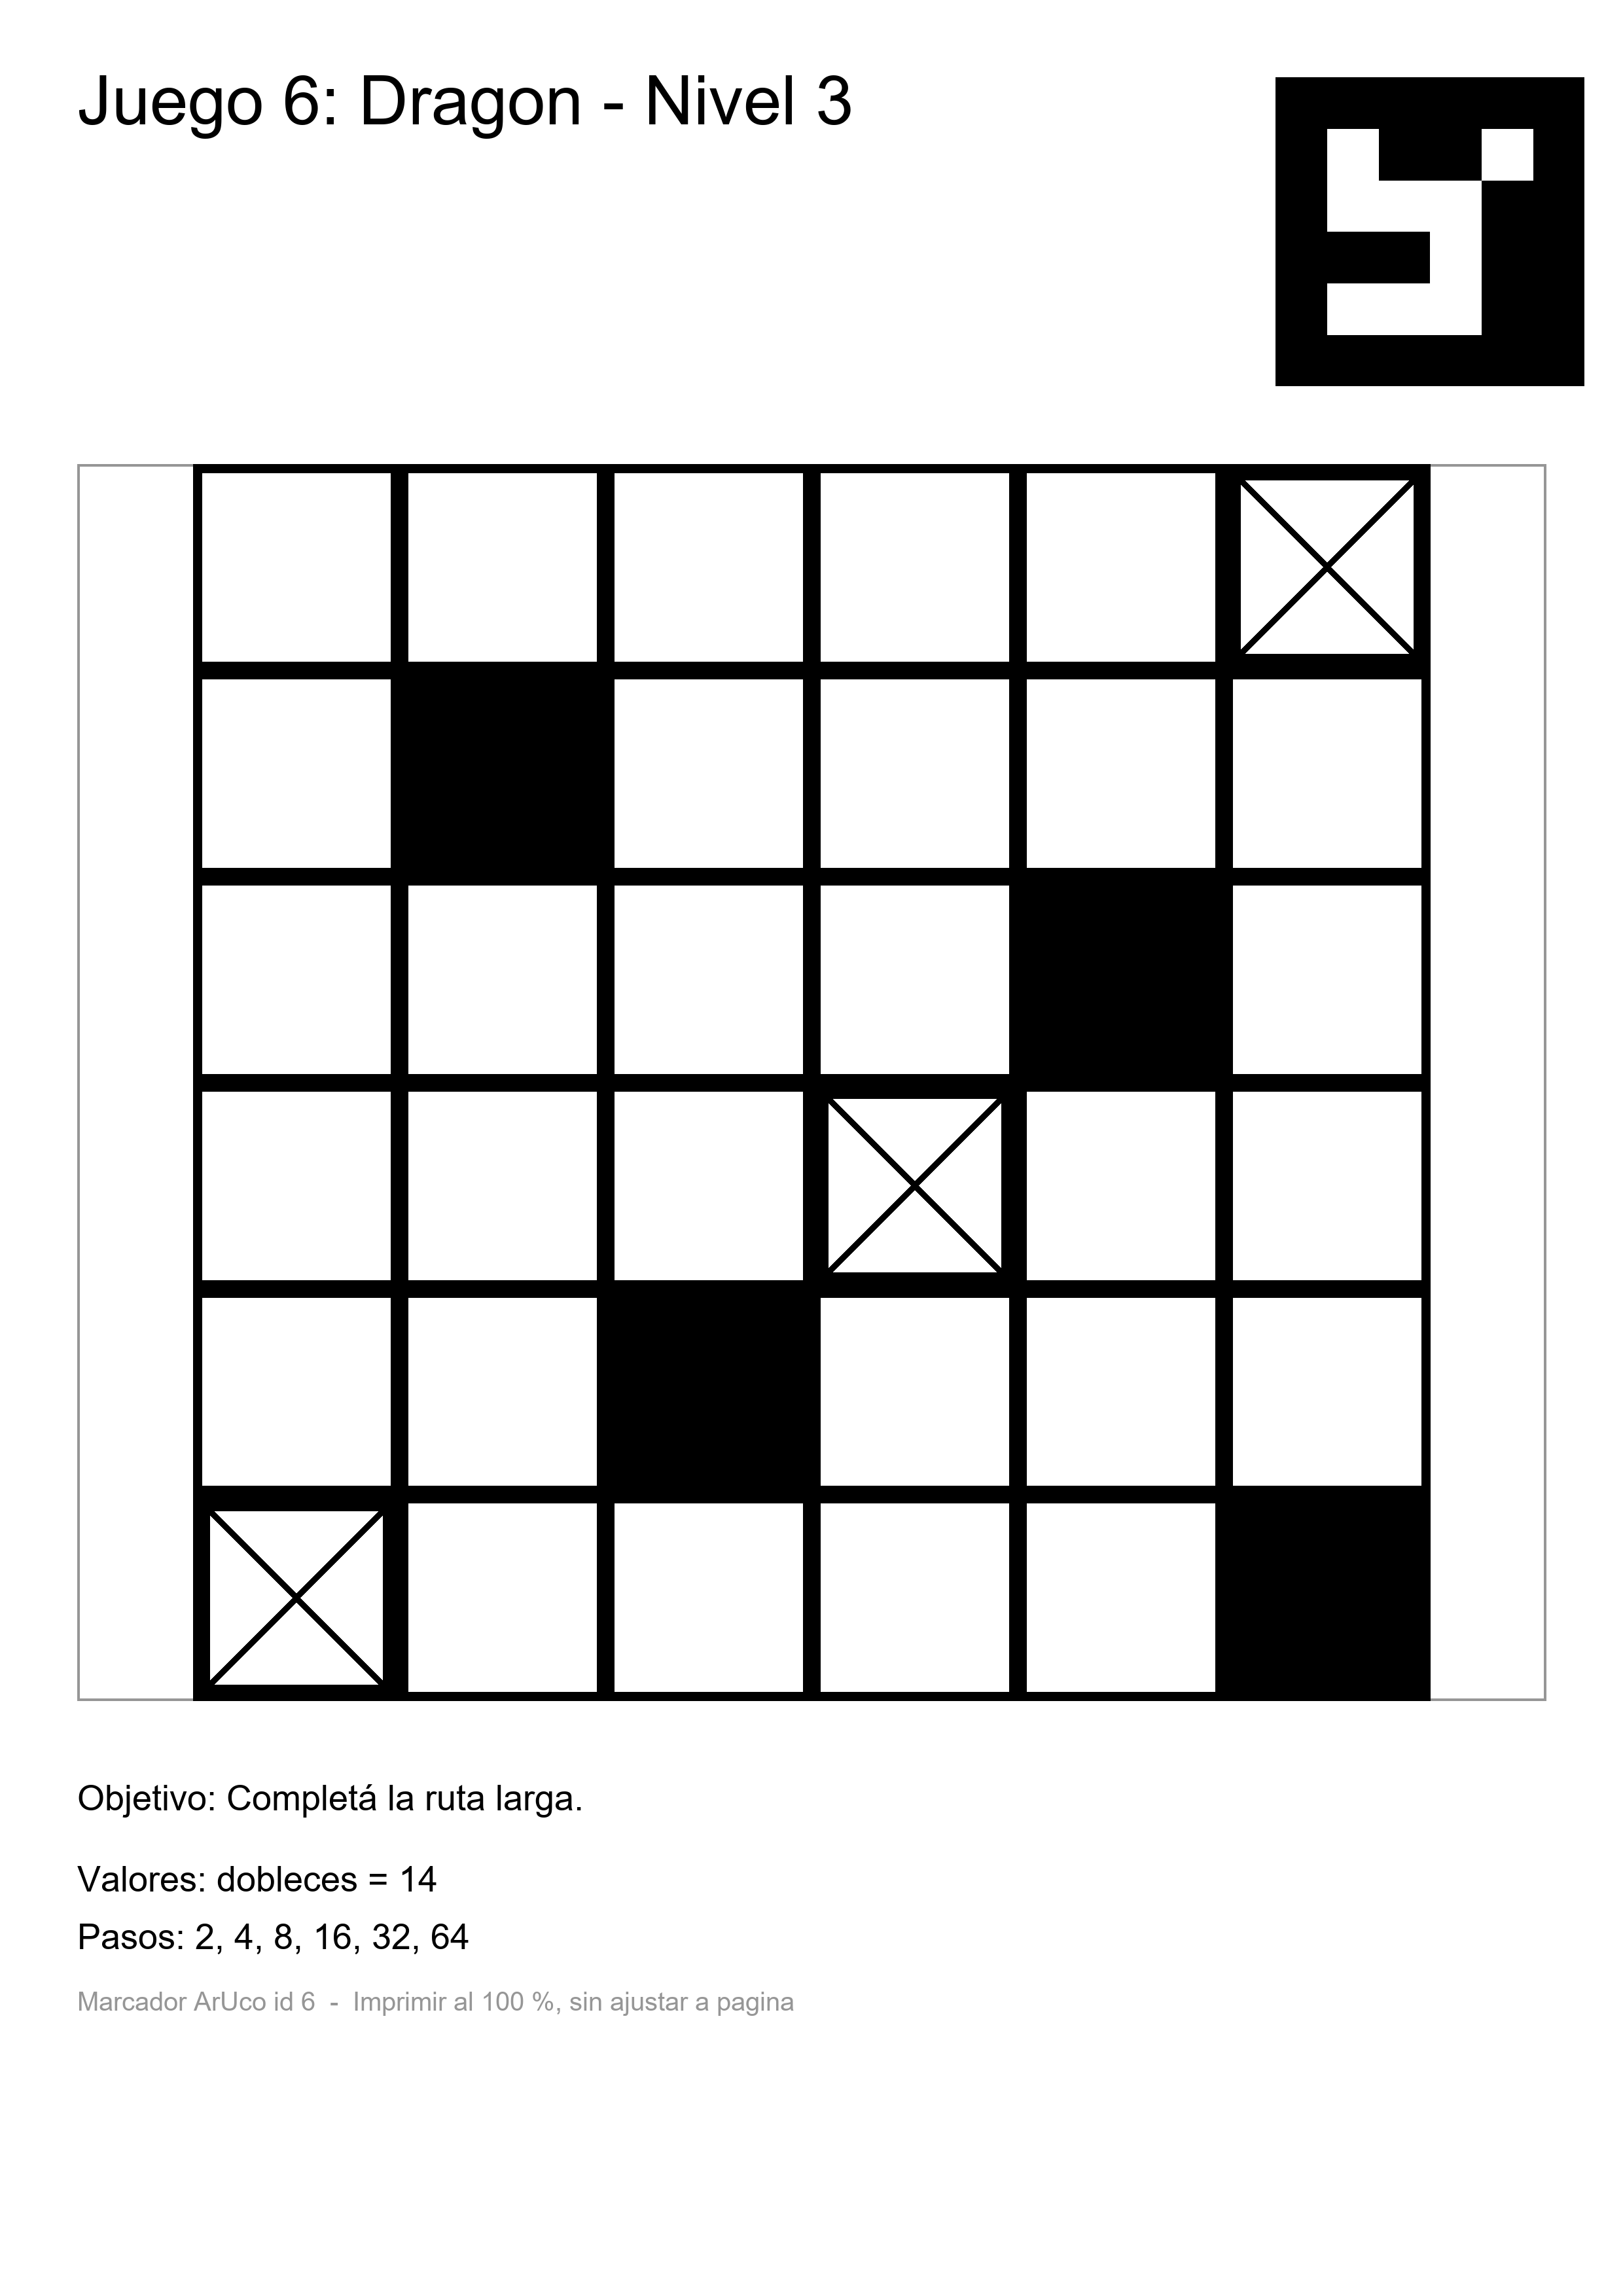 Juego 6: Dragon - Nivel 3
Objetivo: Completá la ruta larga.
Valores: dobleces = 14
Pasos: 2, 4, 8, 16, 32, 64
Marcador ArUco id 6 - Imprimir al 100 %, sin ajustar a pagina